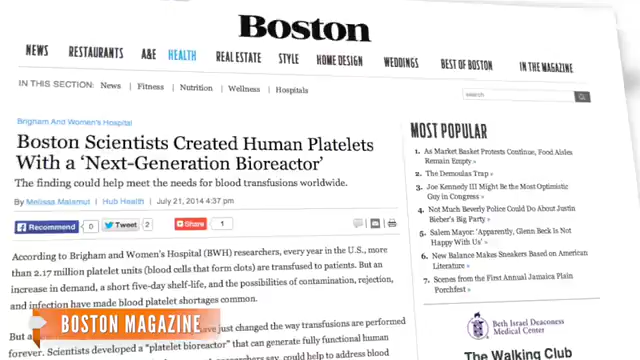 Boston
NEWS RESTAURANTS A&E HEALTH REAL ESTATE STYLE HOME DESIGN WEDDINGS BEST OF BOSTON IN THE MAGAZINE
IN THIS SECTION: News | Fitness | Nutrition | Wellness | Hospitals
search
Brigham And Women's Hospital
Boston Scientists Created Human Platelets
With a ‘Next-Generation Bioreactor’
The finding could help meet the needs for blood transfusions worldwide.
By Melissa Malamut | Hub Health | July 21, 2014 4:37 pm
Recommend 0 Tweet 2 Share 1
According to Brigham and Women's Hospital (BWH) researchers, every year in the U.S., more
than 2.17 million platelet units (blood cells that form clots) are transfused to patients. But an
increase in demand, a short five-day shelf-life, and the possibilities of contamination, rejection,
and infection have made blood platelet shortages common.
just changed the way transfusions are performed
forever. Scientists developed a “platelet bioreactor” that can generate fully functional human
say, could help to address blood
BOSTON MAGAZINE
MOST POPULAR
1. As Market Basket Protests Continue, Food Aisles
Remain Empty »
2. The Demoulas Trap »
3. Joe Kennedy III Might Be the Most Optimistic
Guy in Congress »
4. Not Much Beverly Police Could Do About Justin
Bieber's Big Party »
5. Salem Mayor: ‘Apparently, Glenn Beck Is Not
Happy With Us’ »
6. New Balance Makes Sneakers Based on American
Literature »
7. Scenes from the First Annual Jamaica Plain
Porchfest »
Beth Israel Deaconess
Medical Center
The Walking Club